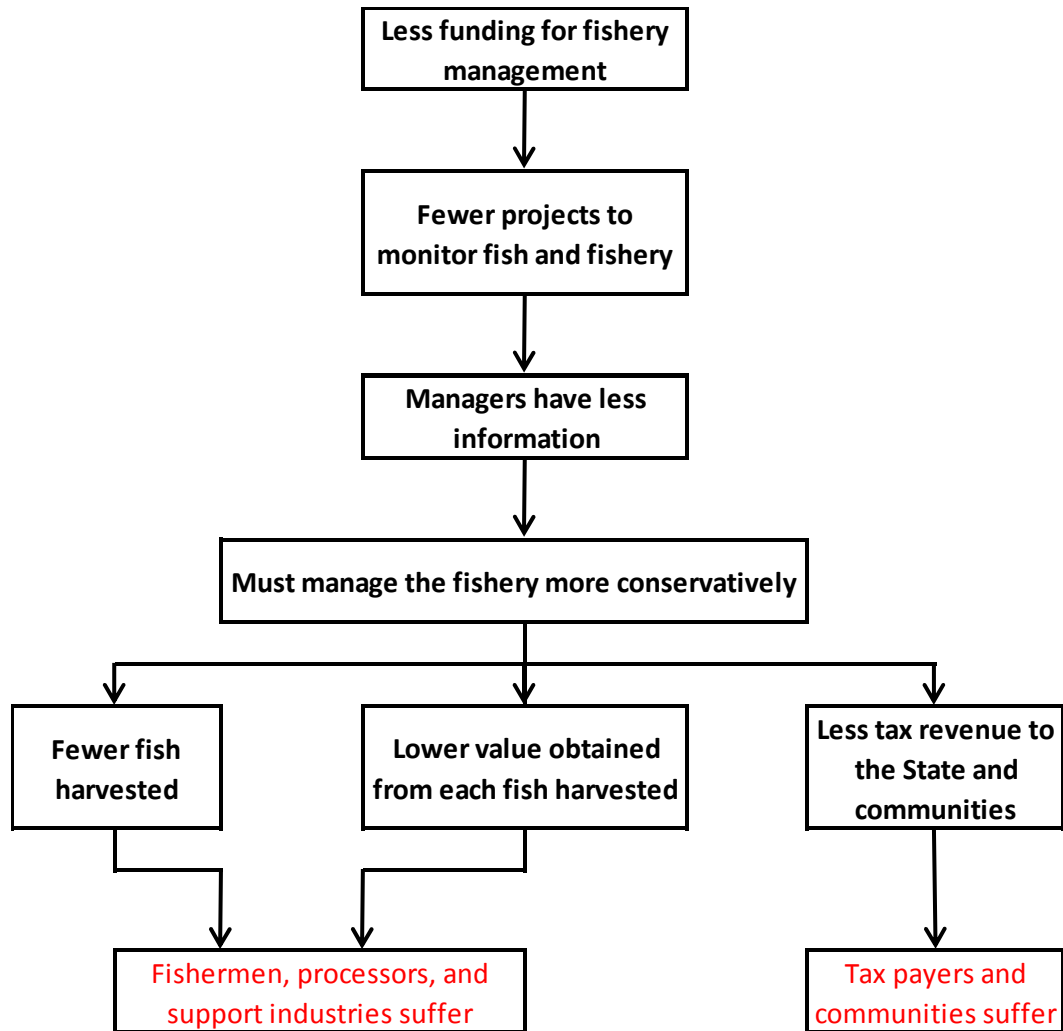 Less funding for fishery
management
Fewer projects to
monitor fish and fishery
Managers have less
information
Must manage the fishery more conservatively
Fewer fish
harvested
Lower value obtained
from each fish harvested
Less tax revenue to
the State and
communities
Fishermen, processors, and
support industries suffer
Tax payers and
communities suffer